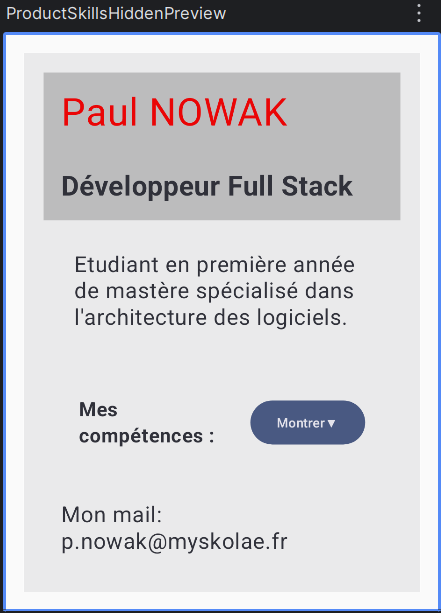 ProductSkillsHiddenPreview
Paul NOWAK
Développeur Full Stack
Etudiant en première année
de mastère spécialisé dans
l'architecture des logiciels.
Mes
compétences :
Montrer ▼
Mon mail:
p.nowak@myskolae.fr